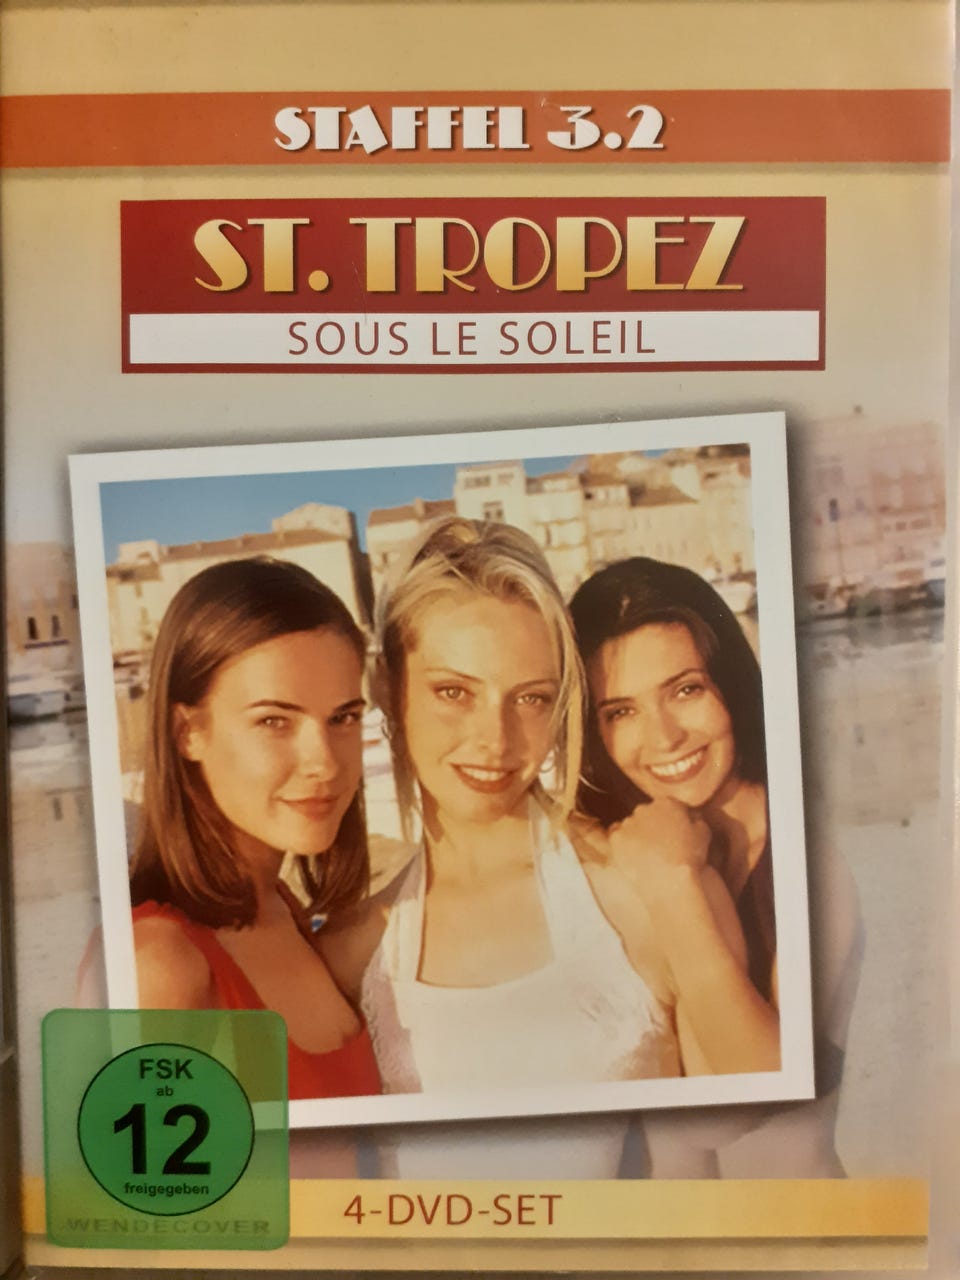 STAFFEL 3.2
ST. TROPEZ
SOUS LE SOLEIL
FSK
ab
12
freigegeben
WENDECOVER
4-DVD-SET